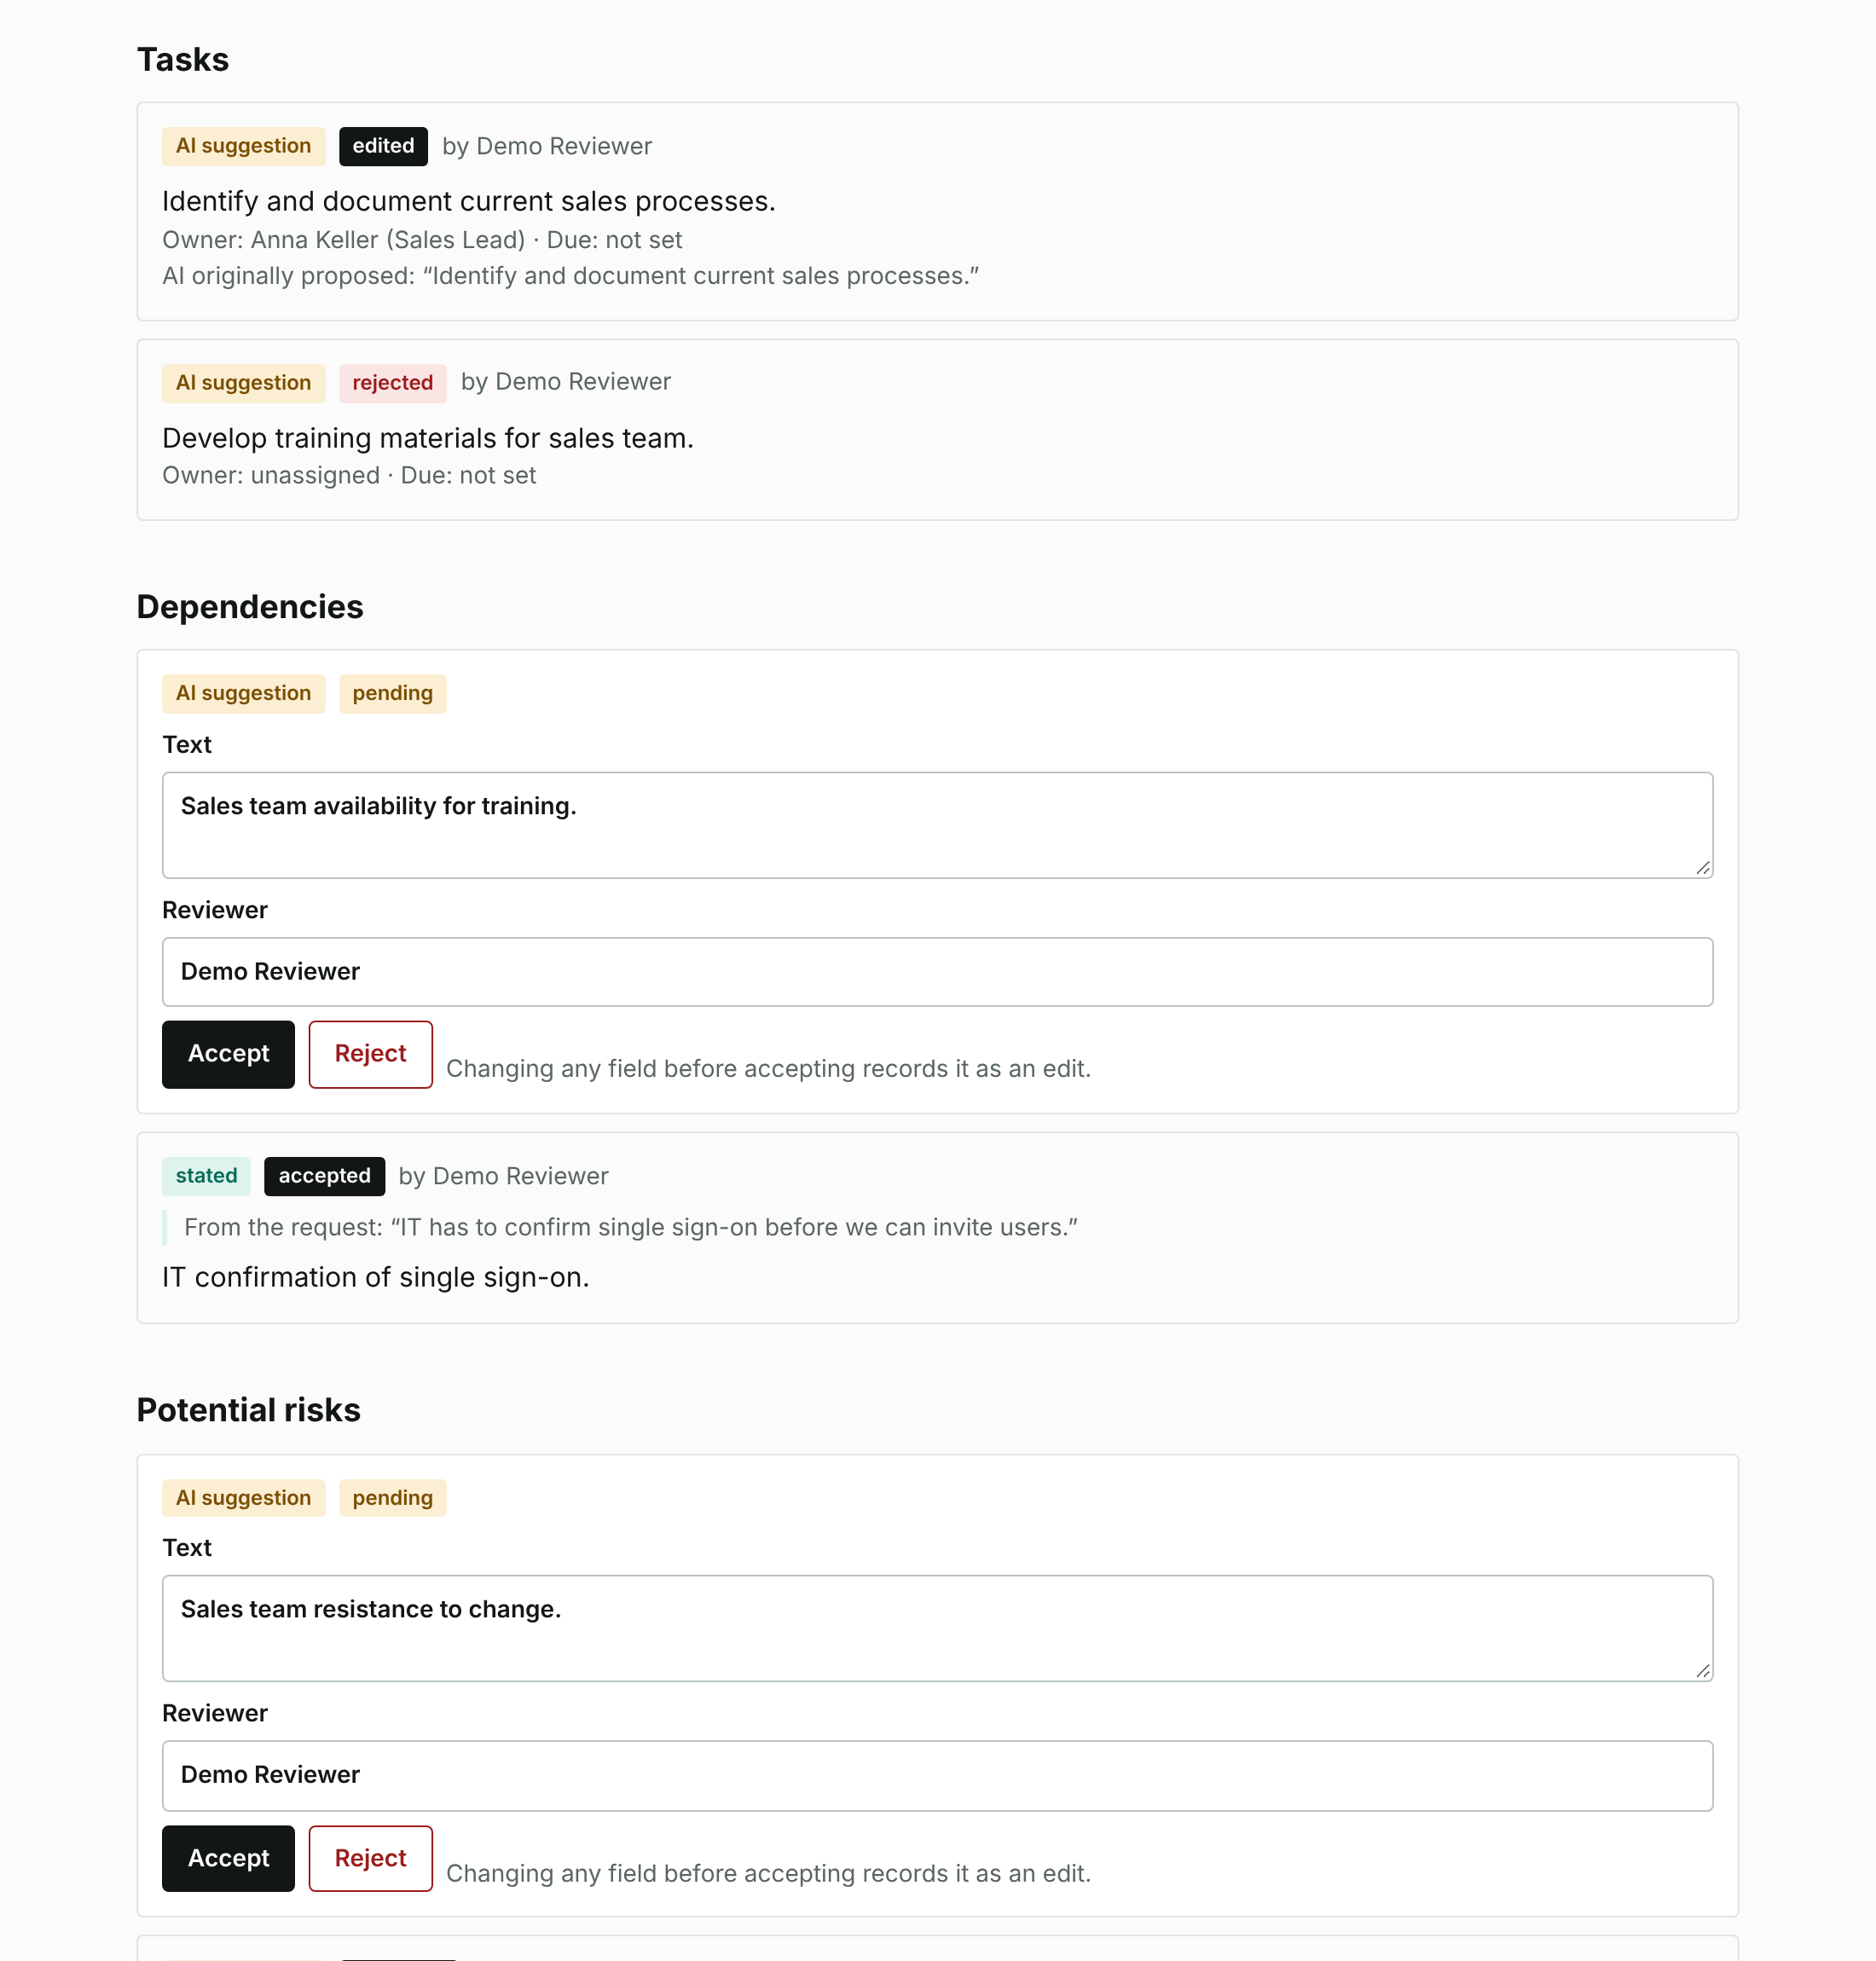 Tasks
AI suggestion edited by Demo Reviewer
Identify and document current sales processes.
Owner: Anna Keller (Sales Lead) · Due: not set
AI originally proposed: “Identify and document current sales processes.”
AI suggestion rejected by Demo Reviewer
Develop training materials for sales team.
Owner: unassigned · Due: not set
Dependencies
AI suggestion pending
Text
Sales team availability for training.
Reviewer
Demo Reviewer
Accept Reject Changing any field before accepting records it as an edit.
stated accepted by Demo Reviewer
From the request: “IT has to confirm single sign-on before we can invite users.”
IT confirmation of single sign-on.
Potential risks
AI suggestion pending
Text
Sales team resistance to change.
Reviewer
Demo Reviewer
Accept Reject Changing any field before accepting records it as an edit.